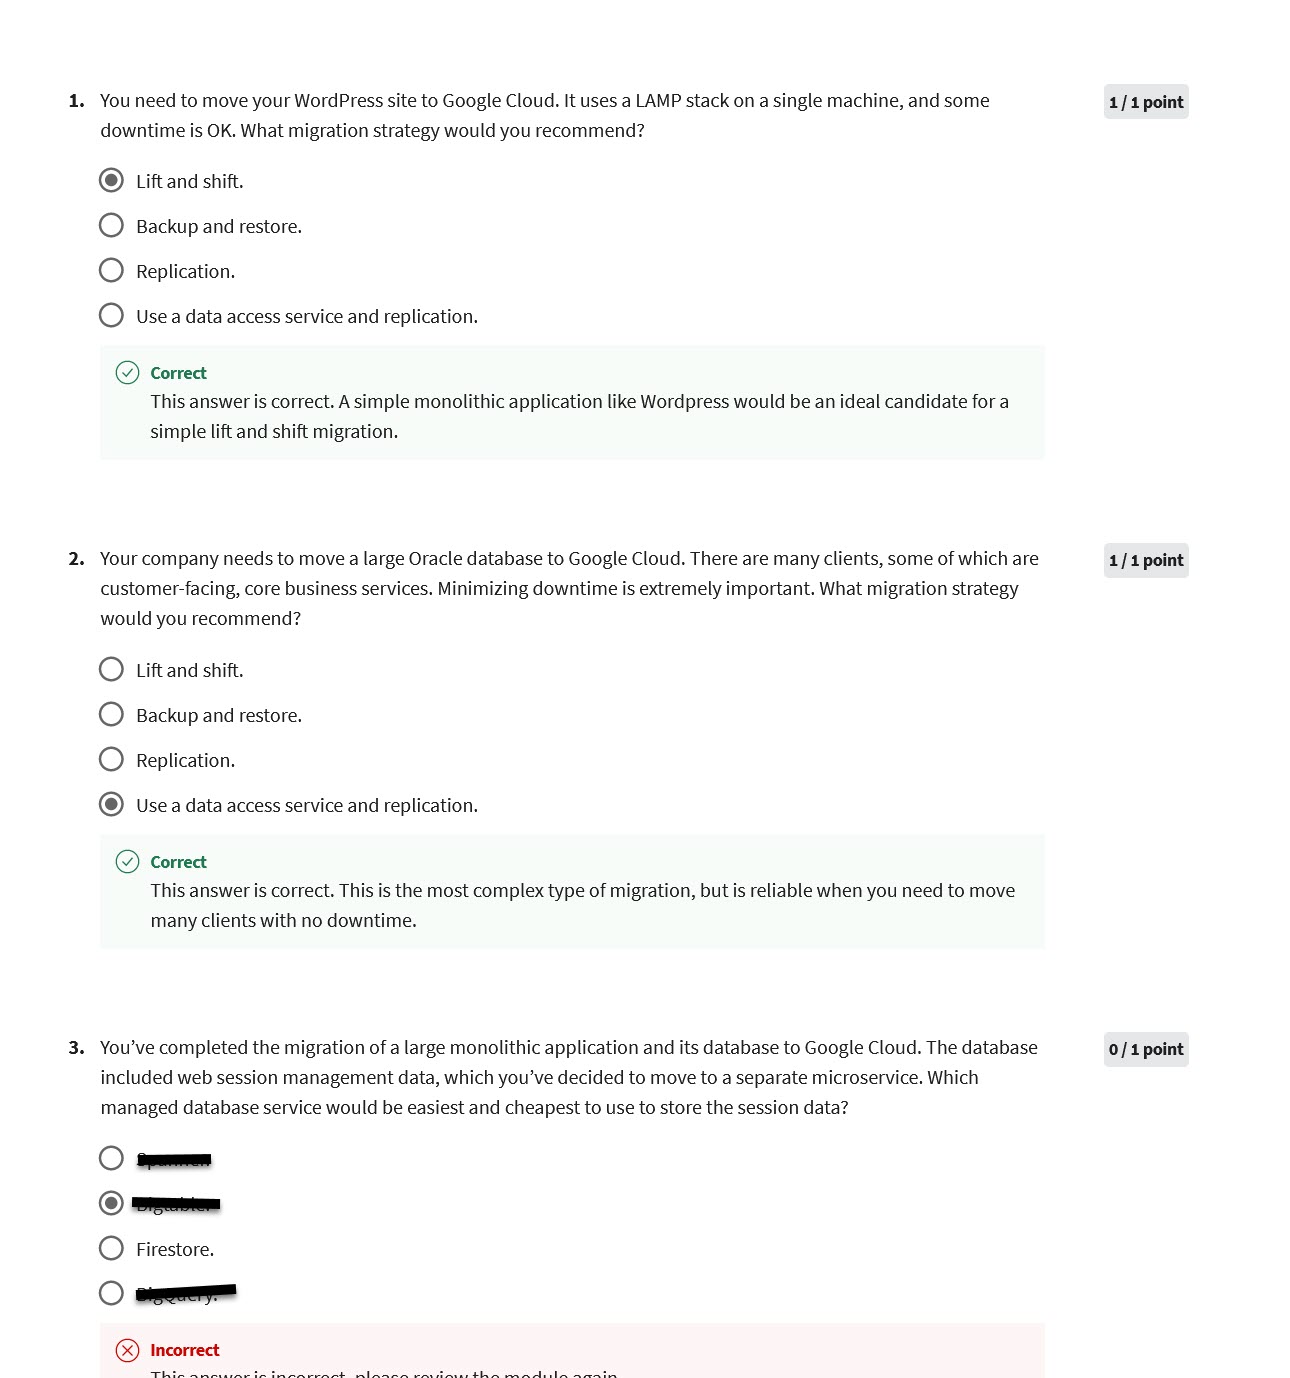 1. You need to move your WordPress site to Google Cloud. It uses a LAMP stack on a single machine, and some
1 / 1 point
downtime is OK. What migration strategy would you recommend?
Lift and shift.
Backup and restore.
Replication.
Use a data access service and replication.
Correct
This answer is correct. A simple monolithic application like Wordpress would be an ideal candidate for a
simple lift and shift migration.
2. Your company needs to move a large Oracle database to Google Cloud. There are many clients, some of which are
1 / 1 point
customer-facing, core business services. Minimizing downtime is extremely important. What migration strategy
would you recommend?
Lift and shift.
Backup and restore.
Replication.
Use a data access service and replication.
Correct
This answer is correct. This is the most complex type of migration, but is reliable when you need to move
many clients with no downtime.
3. You’ve completed the migration of a large monolithic application and its database to Google Cloud. The database
0 / 1 point
included web session management data, which you’ve decided to move to a separate microservice. Which
managed database service would be easiest and cheapest to use to store the session data?
Firestore.
Incorrect
This answer is incorrect, please review the module again.